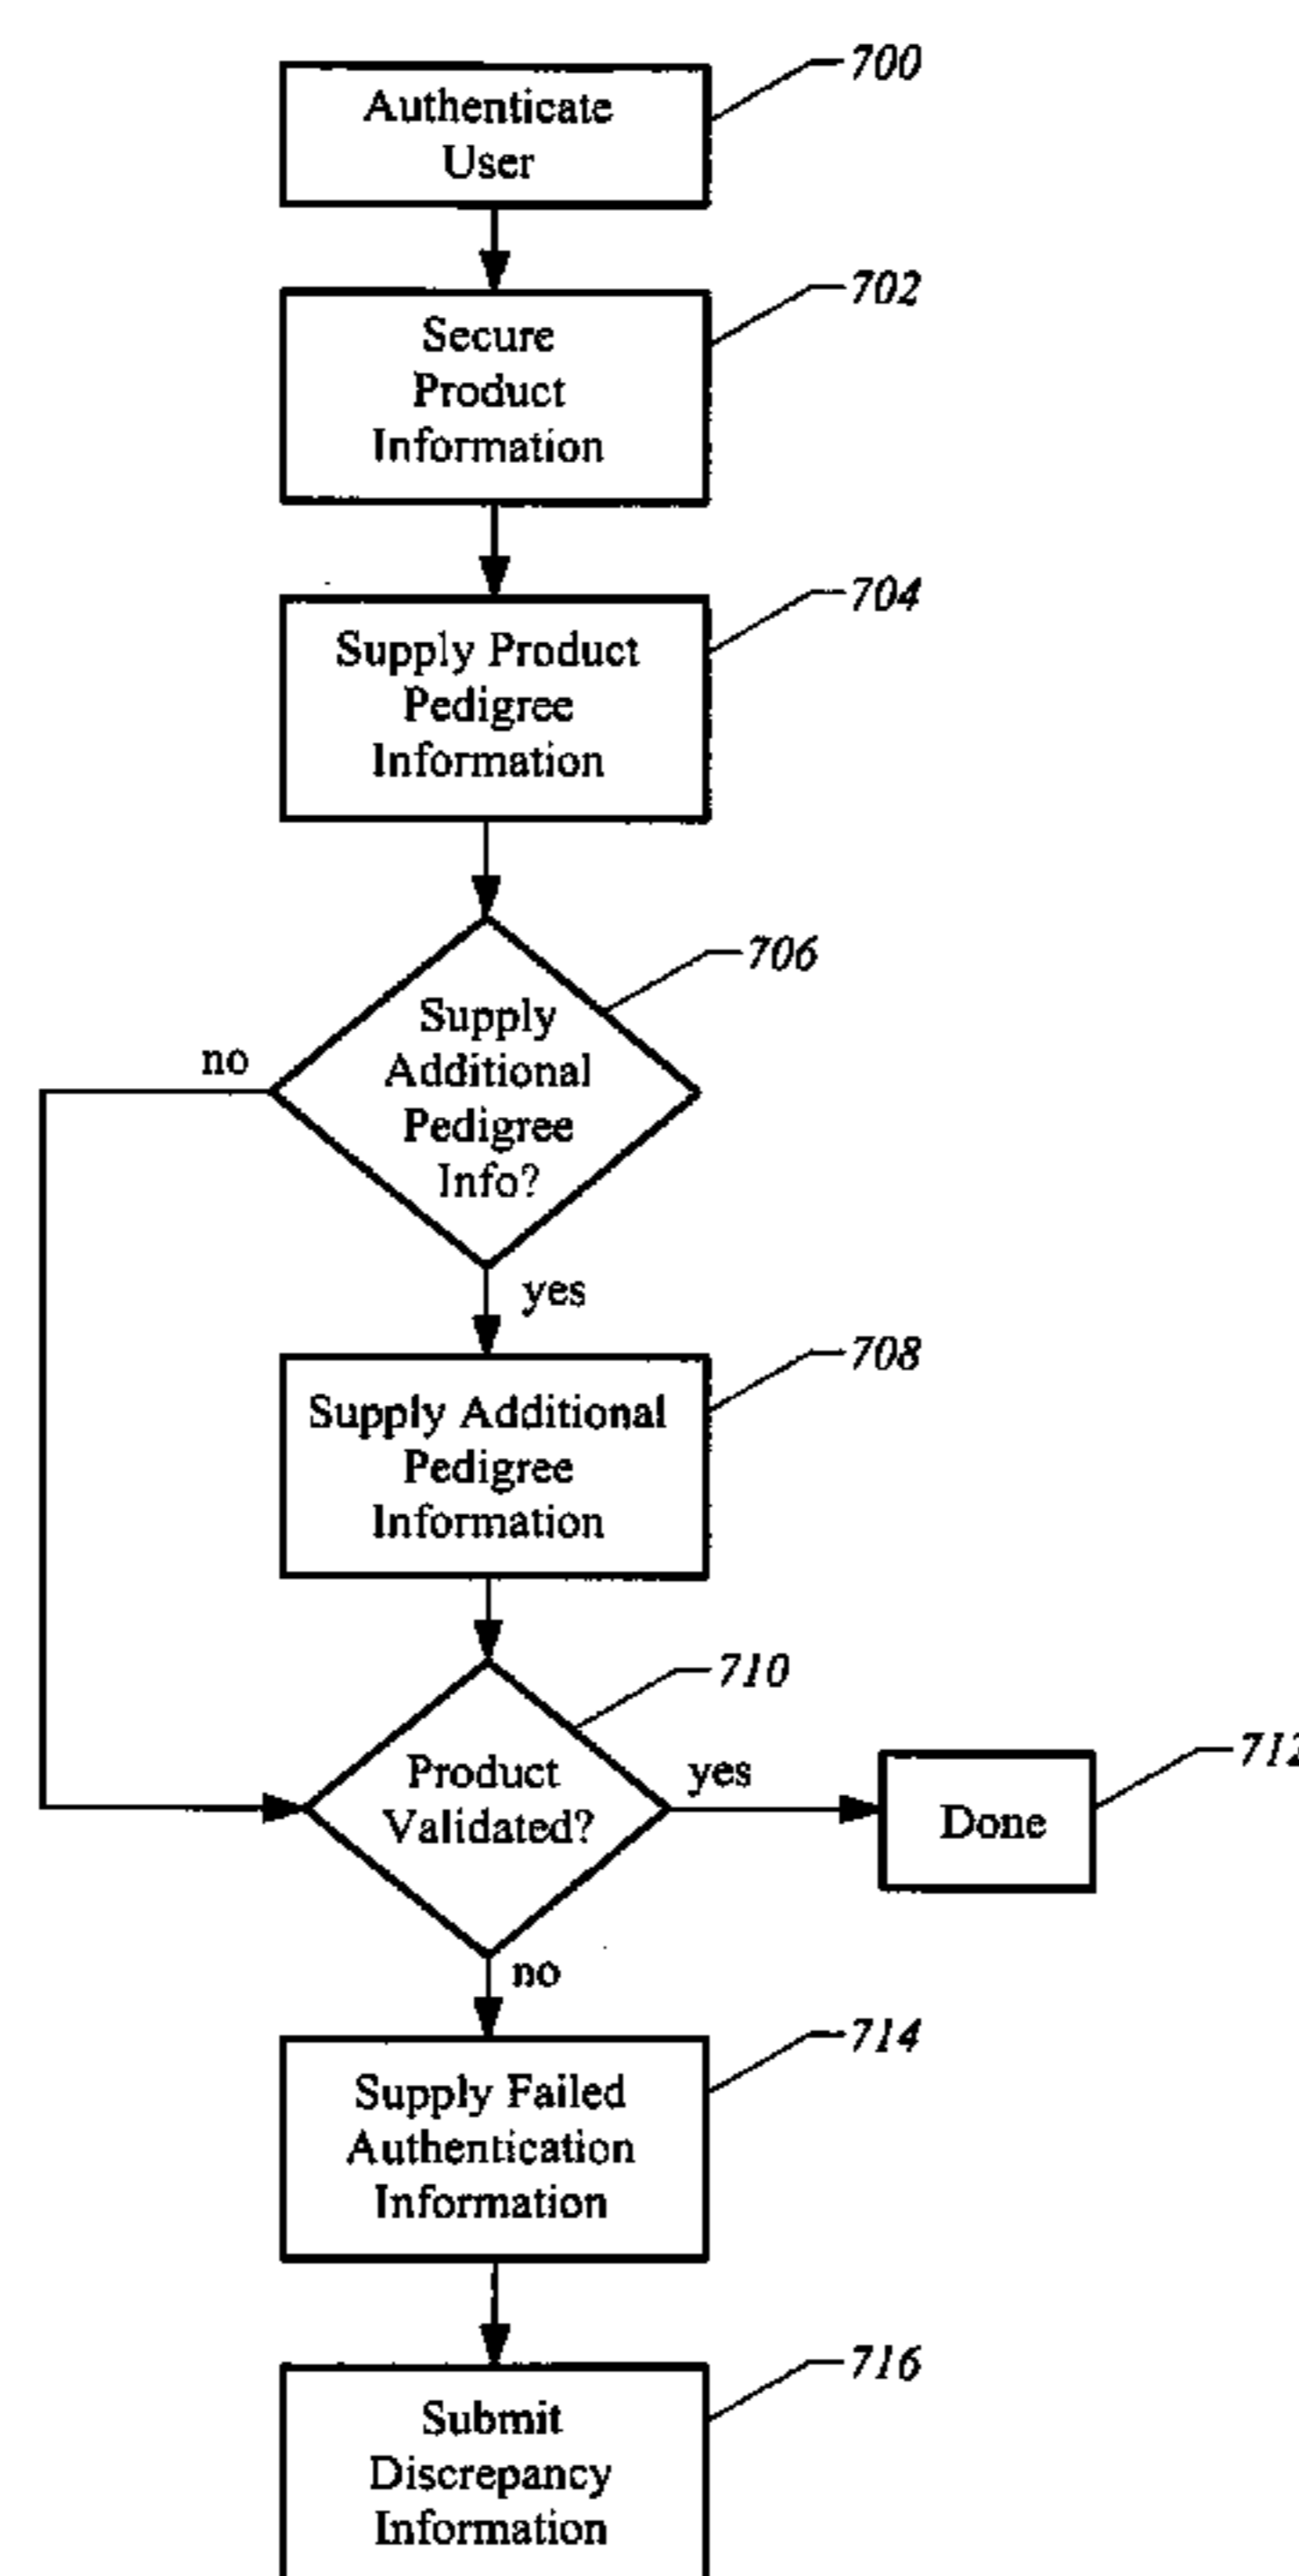 700
Authenticate
User
702
Secure
Product
Information
704
Supply Product
Pedigree
Information
706
Supply
Additional
Pedigree
Info?
no
yes
708
Supply Additional
Pedigree
Information
710
Product
Validated?
yes
712
Done
no
714
Supply Failed
Authentication
Information
716
Submit
Discrepancy
Information